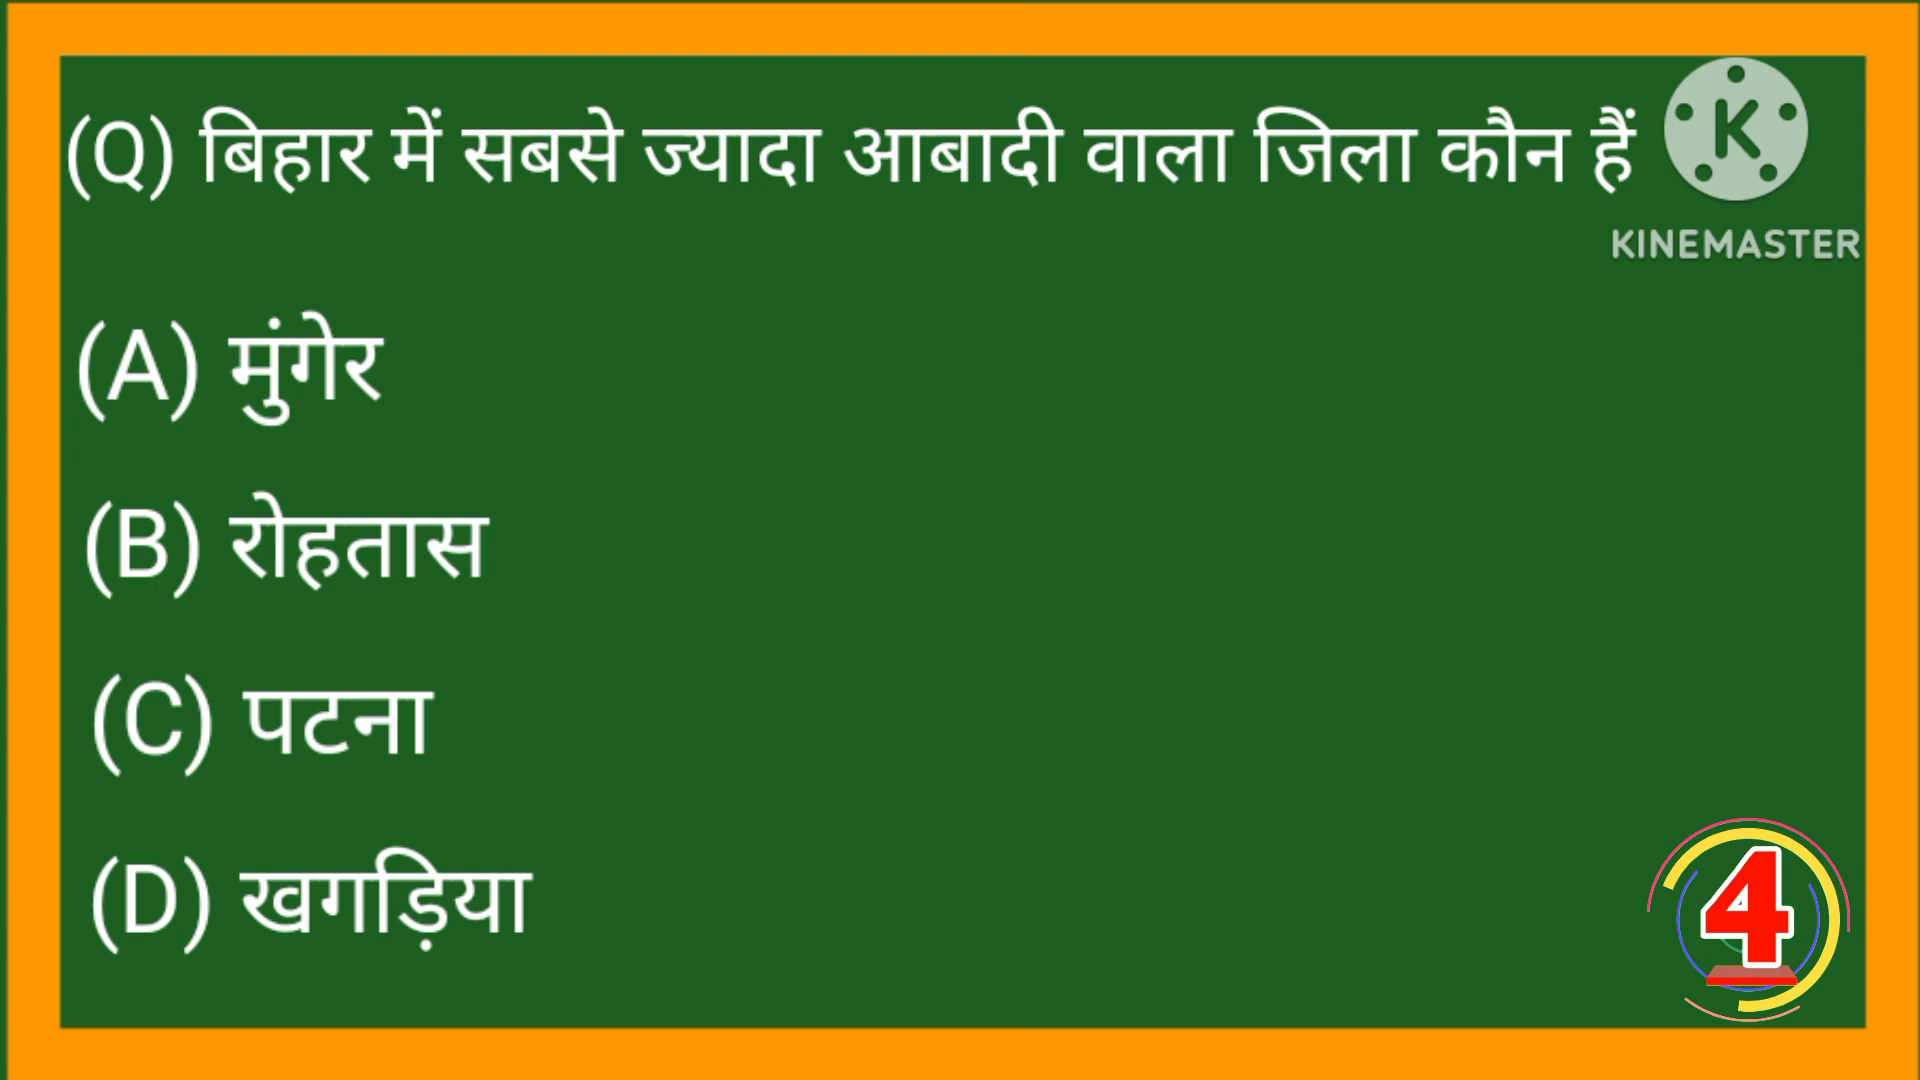 (Q) बिहार में सबसे ज्यादा आबादी वाला जिला कौन हैं
K
KINEMASTER
(A) मुंगेर
(B) रोहतास
(C) पटना
(D) खगड़िया
4